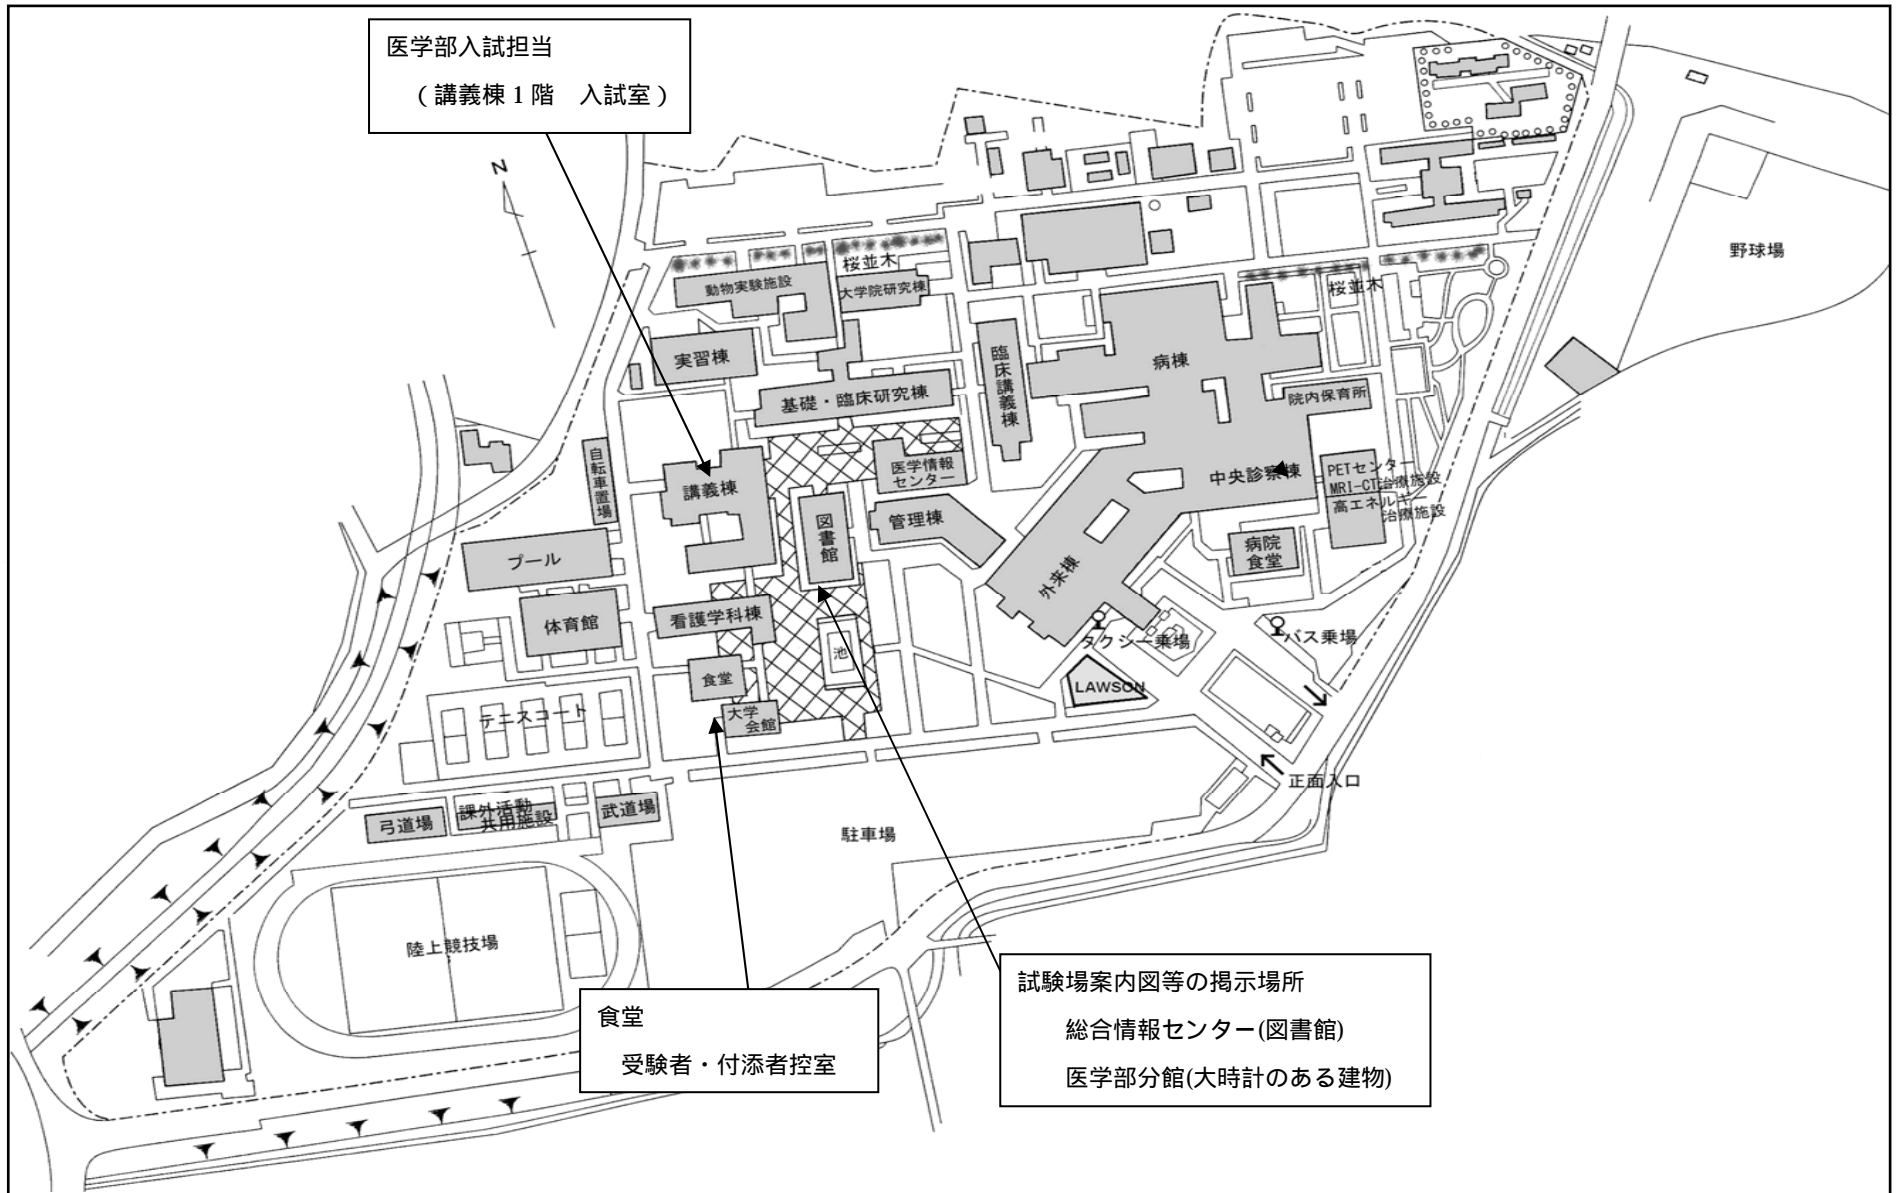 医学部入試担当
（講義棟1階　入試室）
N
野球場
桜並木
動物実験施設
大学院研究棟
桜並木
実習棟
臨床講義棟
病棟
基礎・臨床研究棟
院内保育所
自転車置場
講義棟
医学情報
センター
中央診察棟
PETセンター
MRI-CT治療施設
高エネルギー
治療施設
図書館
管理棟
プール
病院
食堂
外来棟
体育館
看護学科棟
タクシー乗場
バス乗場
池
食堂
LAWSON
大学
会館
テニスコート
正面入口
弓道場
課外活動
共用施設
武道場
駐車場
陸上競技場
食堂
受験者・付添者控室
試験場案内図等の掲示場所
総合情報センター(図書館)
医学部分館(大時計のある建物)